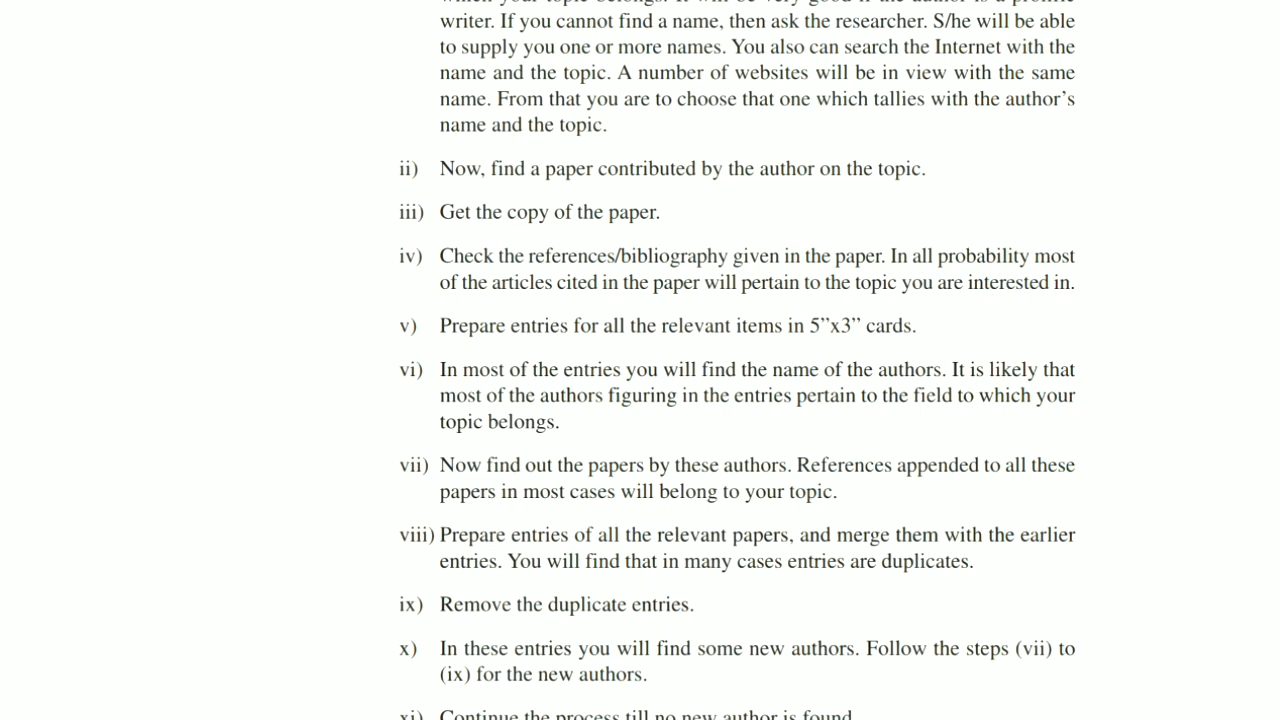 writer. If you cannot find a name, then ask the researcher. S/he will be able
to supply you one or more names. You also can search the Internet with the
name and the topic. A number of websites will be in view with the same
name. From that you are to choose that one which tallies with the author’s
name and the topic.
ii) Now, find a paper contributed by the author on the topic.
iii) Get the copy of the paper.
iv) Check the references/bibliography given in the paper. In all probability most
of the articles cited in the paper will pertain to the topic you are interested in.
v) Prepare entries for all the relevant items in 5”x3” cards.
vi) In most of the entries you will find the name of the authors. It is likely that
most of the authors figuring in the entries pertain to the field to which your
topic belongs.
vii) Now find out the papers by these authors. References appended to all these
papers in most cases will belong to your topic.
viii) Prepare entries of all the relevant papers, and merge them with the earlier
entries. You will find that in many cases entries are duplicates.
ix) Remove the duplicate entries.
x) In these entries you will find some new authors. Follow the steps (vii) to
(ix) for the new authors.
xi) Continue the process till no new author is found